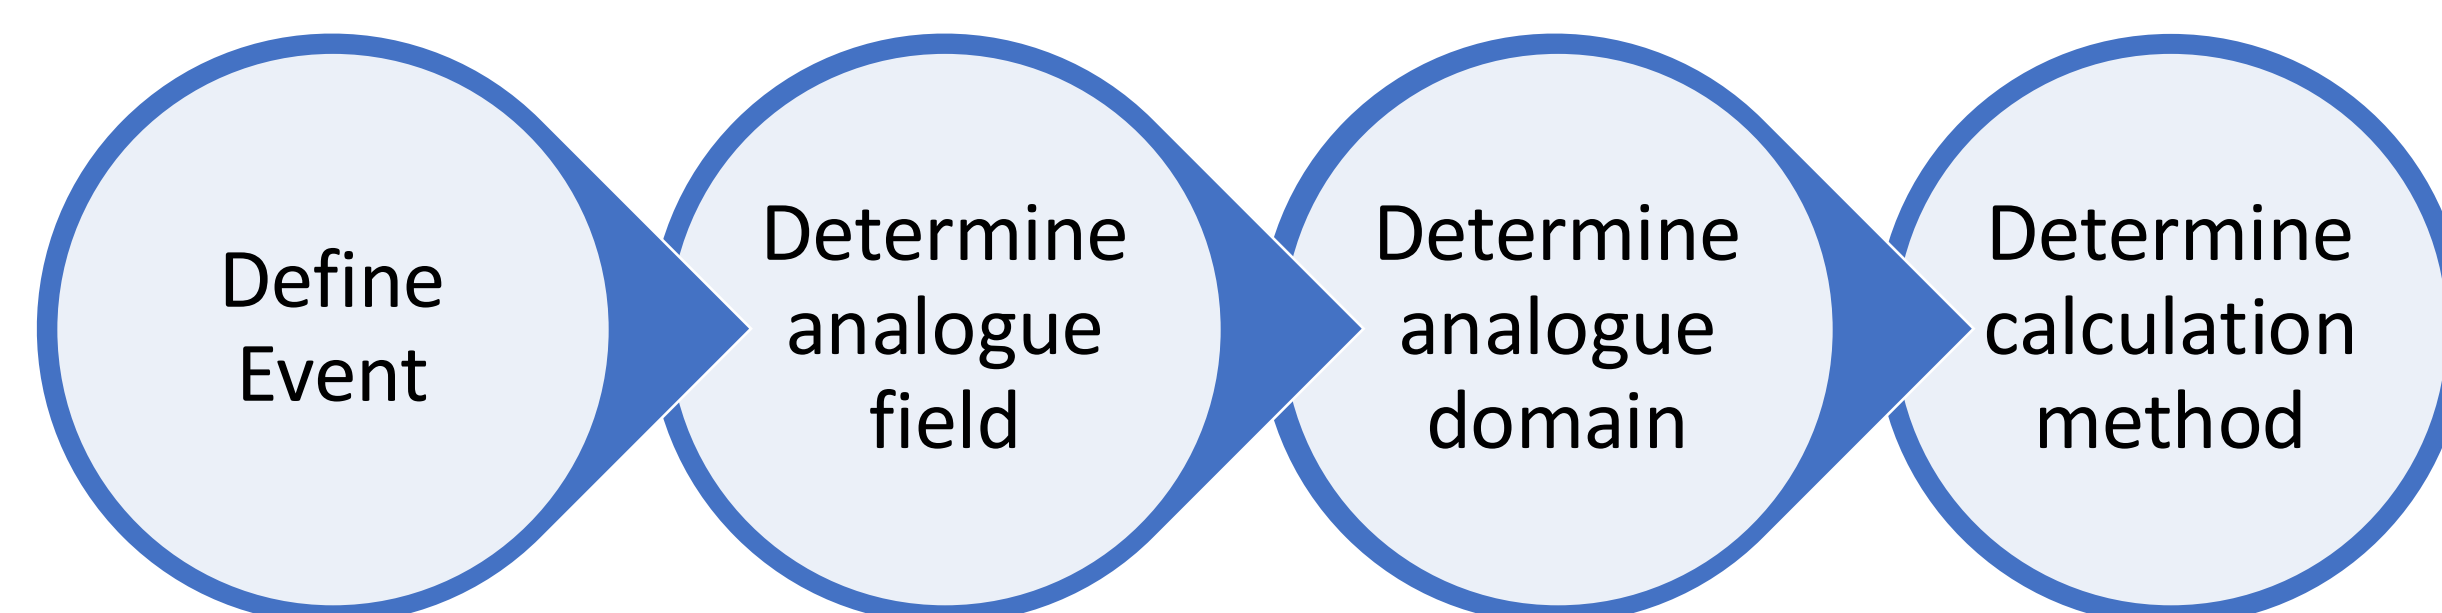 Define
Event
Determine
analogue
field
Determine
analogue
domain
Determine
calculation
method